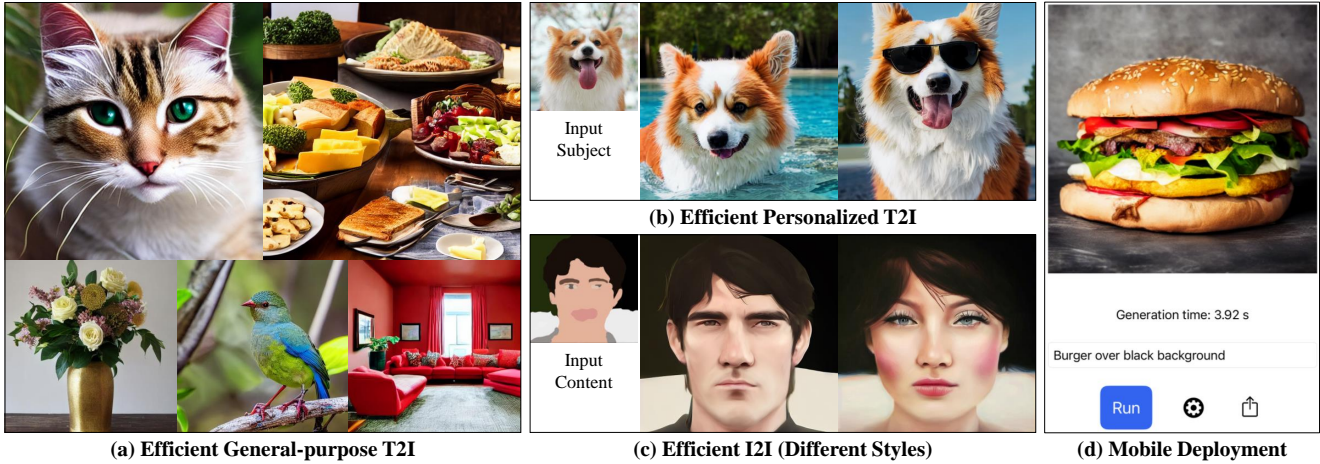 Input
Subject
(b) Efficient Personalized T2I
Input
Content
Generation time: 3.92 s
Burger over black background
Run
(a) Efficient General-purpose T2I
(c) Efficient I2I (Different Styles)
(d) Mobile Deployment